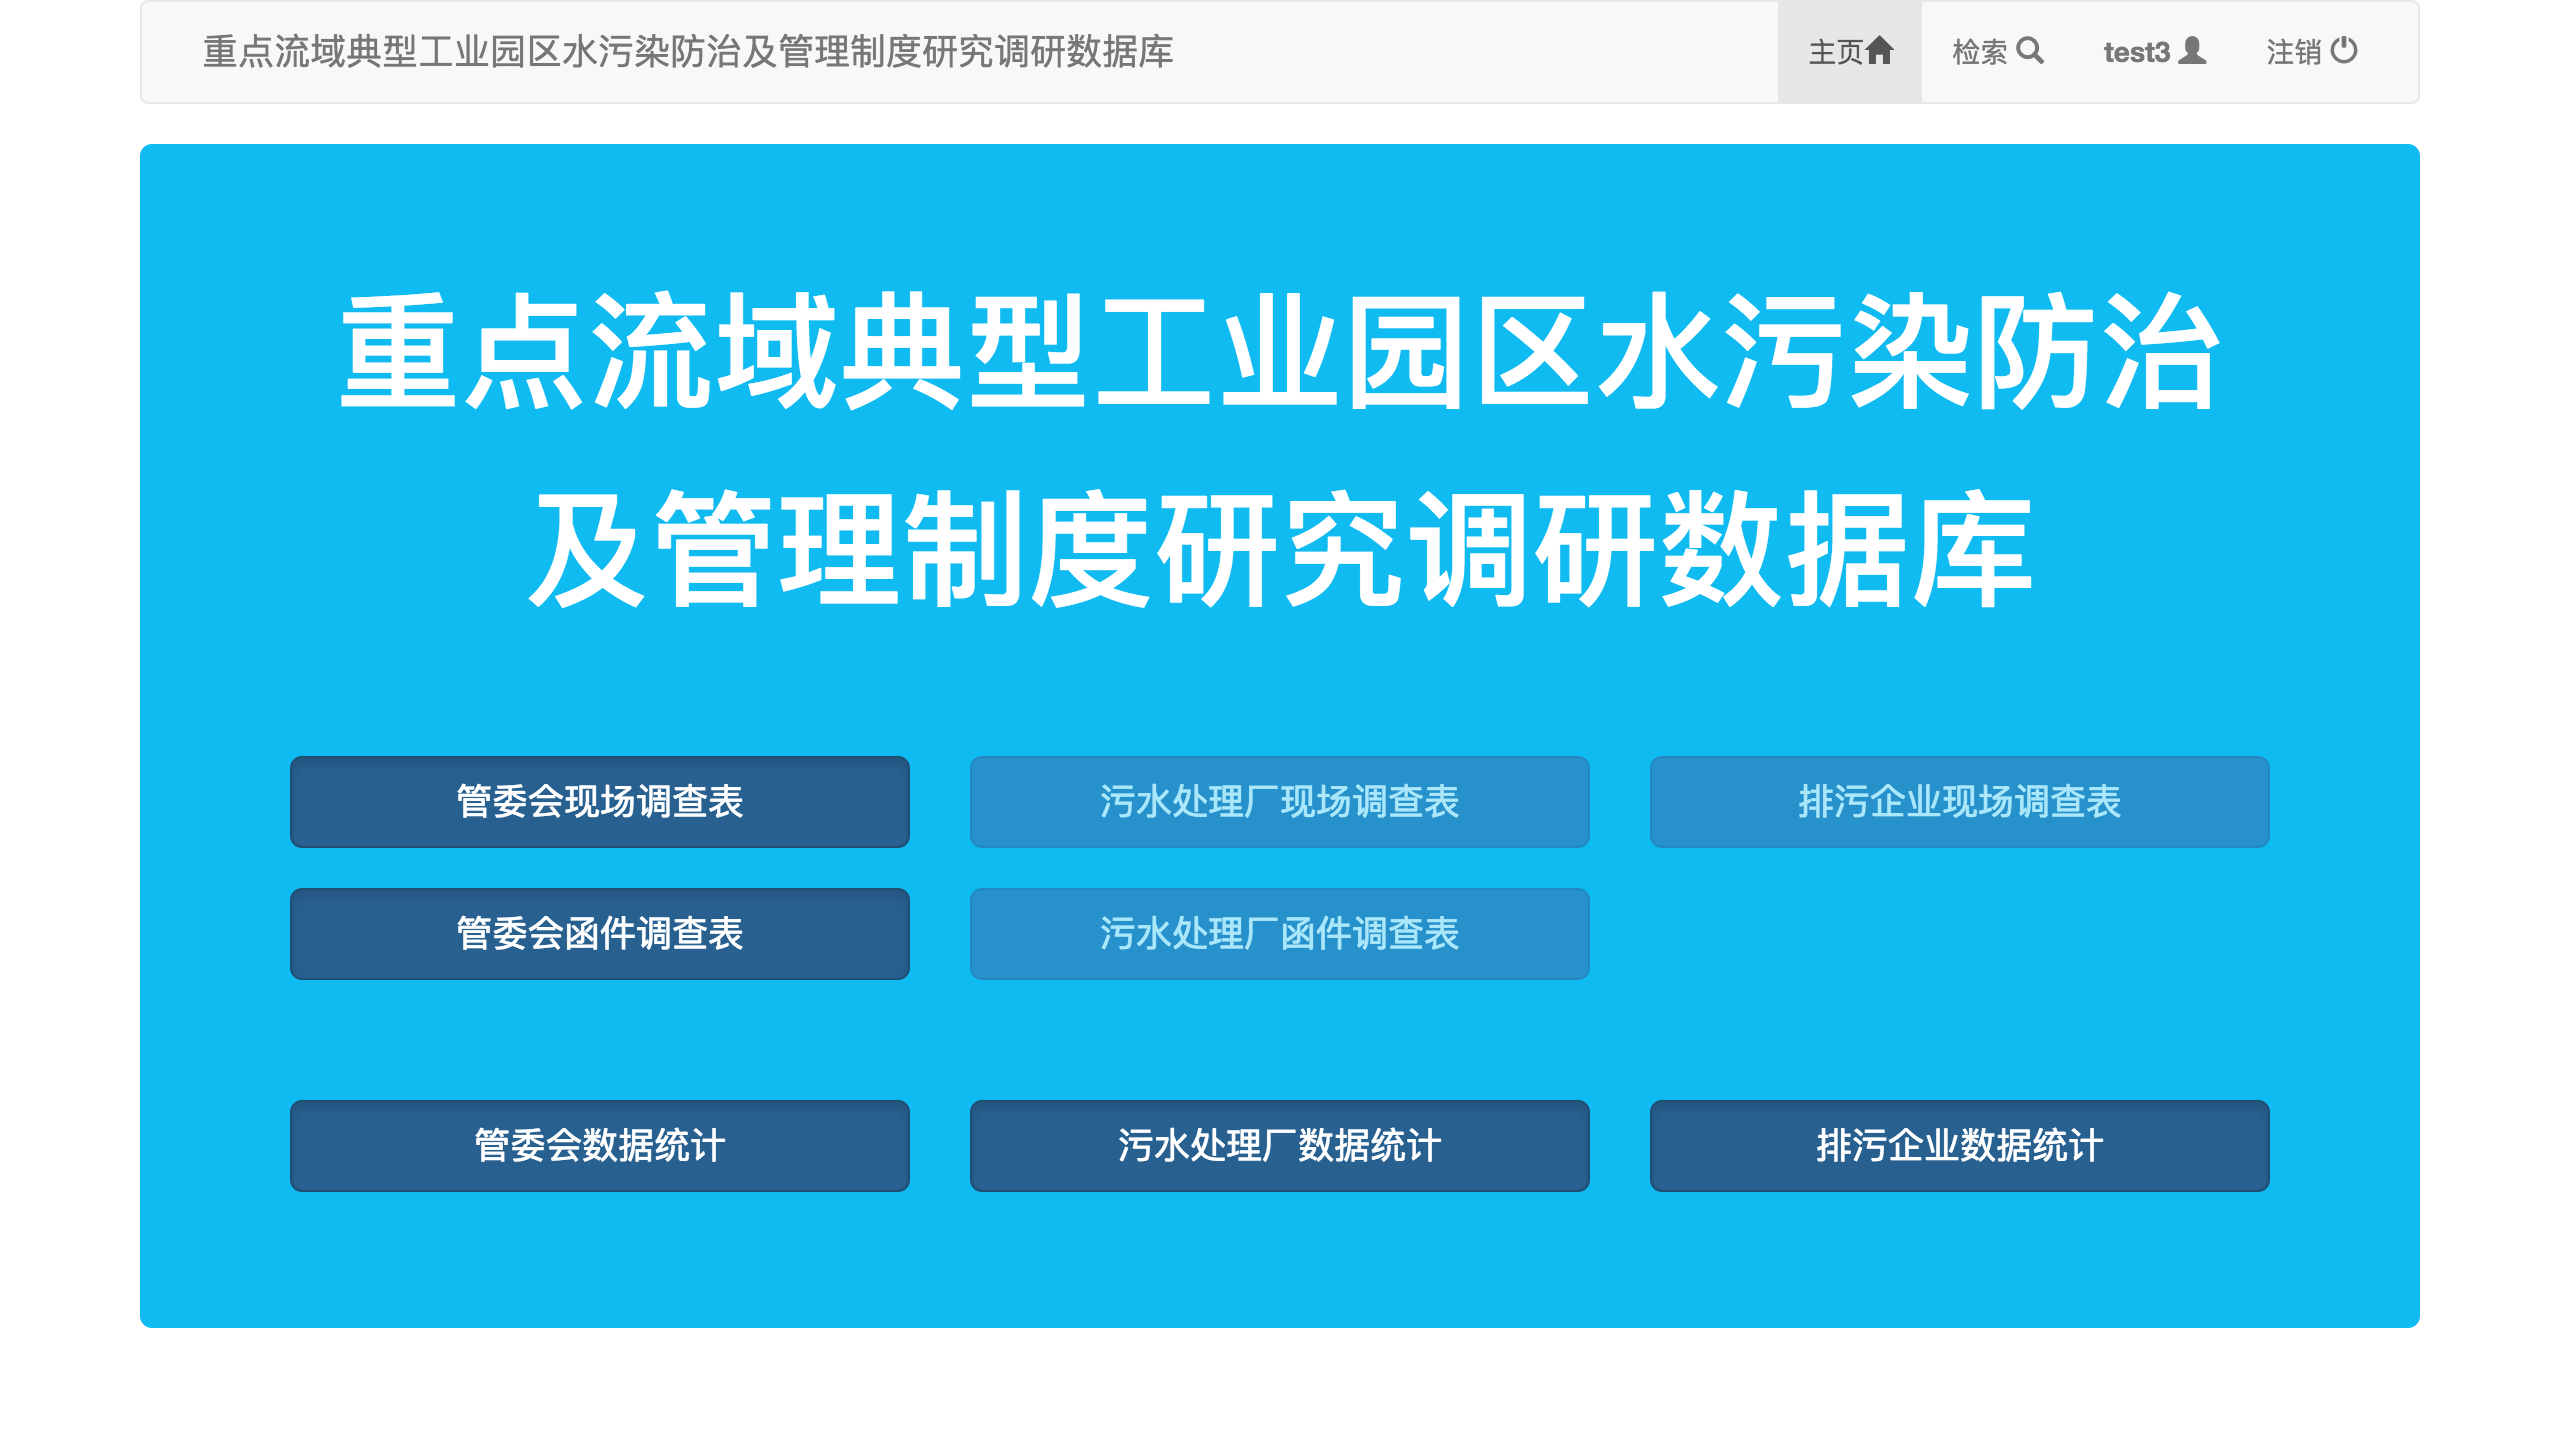 重点流域典型工业园区水污染防治及管理制度研究调研数据库
主页 检索 test3 注销
重点流域典型工业园区水污染防治
及管理制度研究调研数据库
管委会现场调查表 污水处理厂现场调查表 排污企业现场调查表
管委会函件调查表 污水处理厂函件调查表
管委会数据统计 污水处理厂数据统计 排污企业数据统计